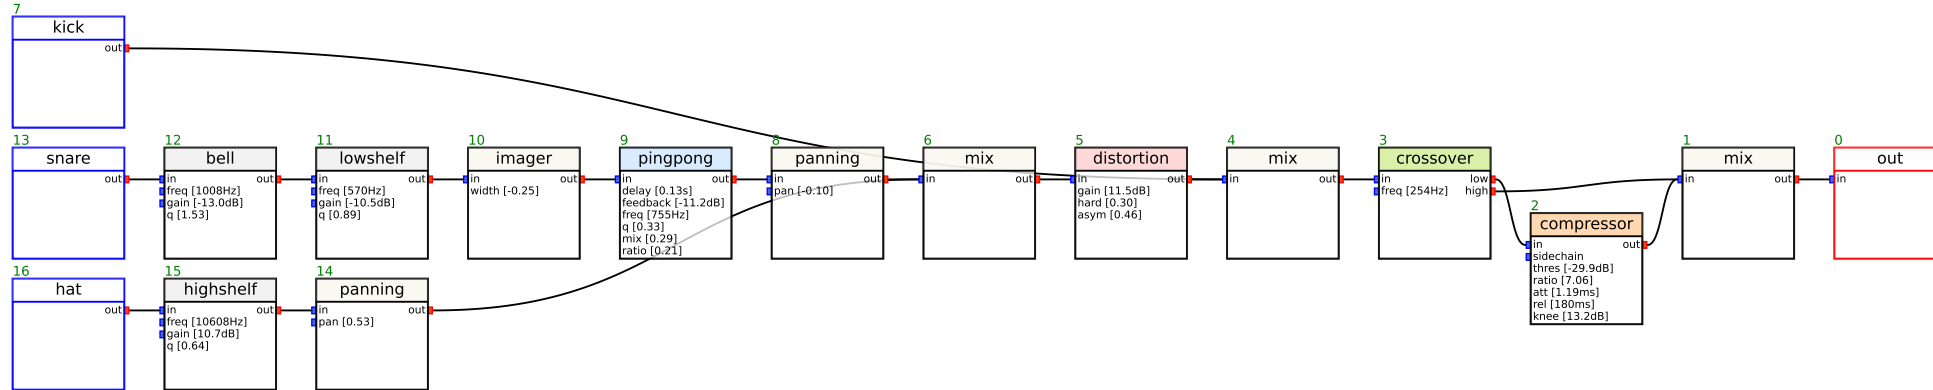 7
kick
out
13
snare
out
12
bell
in out
freq [1008Hz]
gain [-13.0dB]
q [1.53]
11
lowshelf
in out
freq [570Hz]
gain [-10.5dB]
q [0.89]
10
imager
in out
width [-0.25]
9
pingpong
in out
delay [0.13s]
feedback [-11.2dB]
freq [755Hz]
q [0.33]
mix [0.29]
ratio [0.21]
8
panning
in out
pan [-0.10]
6
mix
in out
5
distortion
in out
gain [11.5dB]
hard [0.30]
asym [0.46]
4
mix
in out
3
crossover
in low
freq [254Hz] high
2
compressor
in out
sidechain
thres [-29.9dB]
ratio [7.06]
att [1.19ms]
rel [180ms]
knee [13.2dB]
1
mix
in out
0
out
in
16
hat
out
15
highshelf
in out
freq [10608Hz]
gain [10.7dB]
q [0.64]
14
panning
in out
pan [0.53]